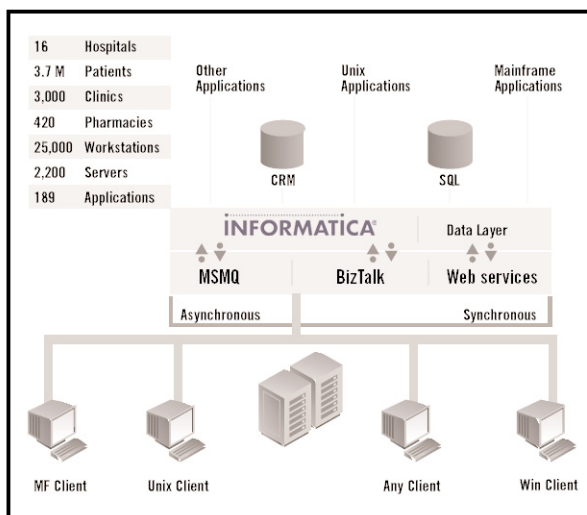 16 Hospitals
3.7 M Patients
3,000 Clinics
420 Pharmacies
25,000 Workstations
2,200 Servers
189 Applications
Other
Applications
Unix
Applications
Mainframe
Applications
CRM
SQL
INFORMATICA®
Data Layer
MSMQ
BizTalk
Web services
Asynchronous
Synchronous
MF Client
Unix Client
Any Client
Win Client